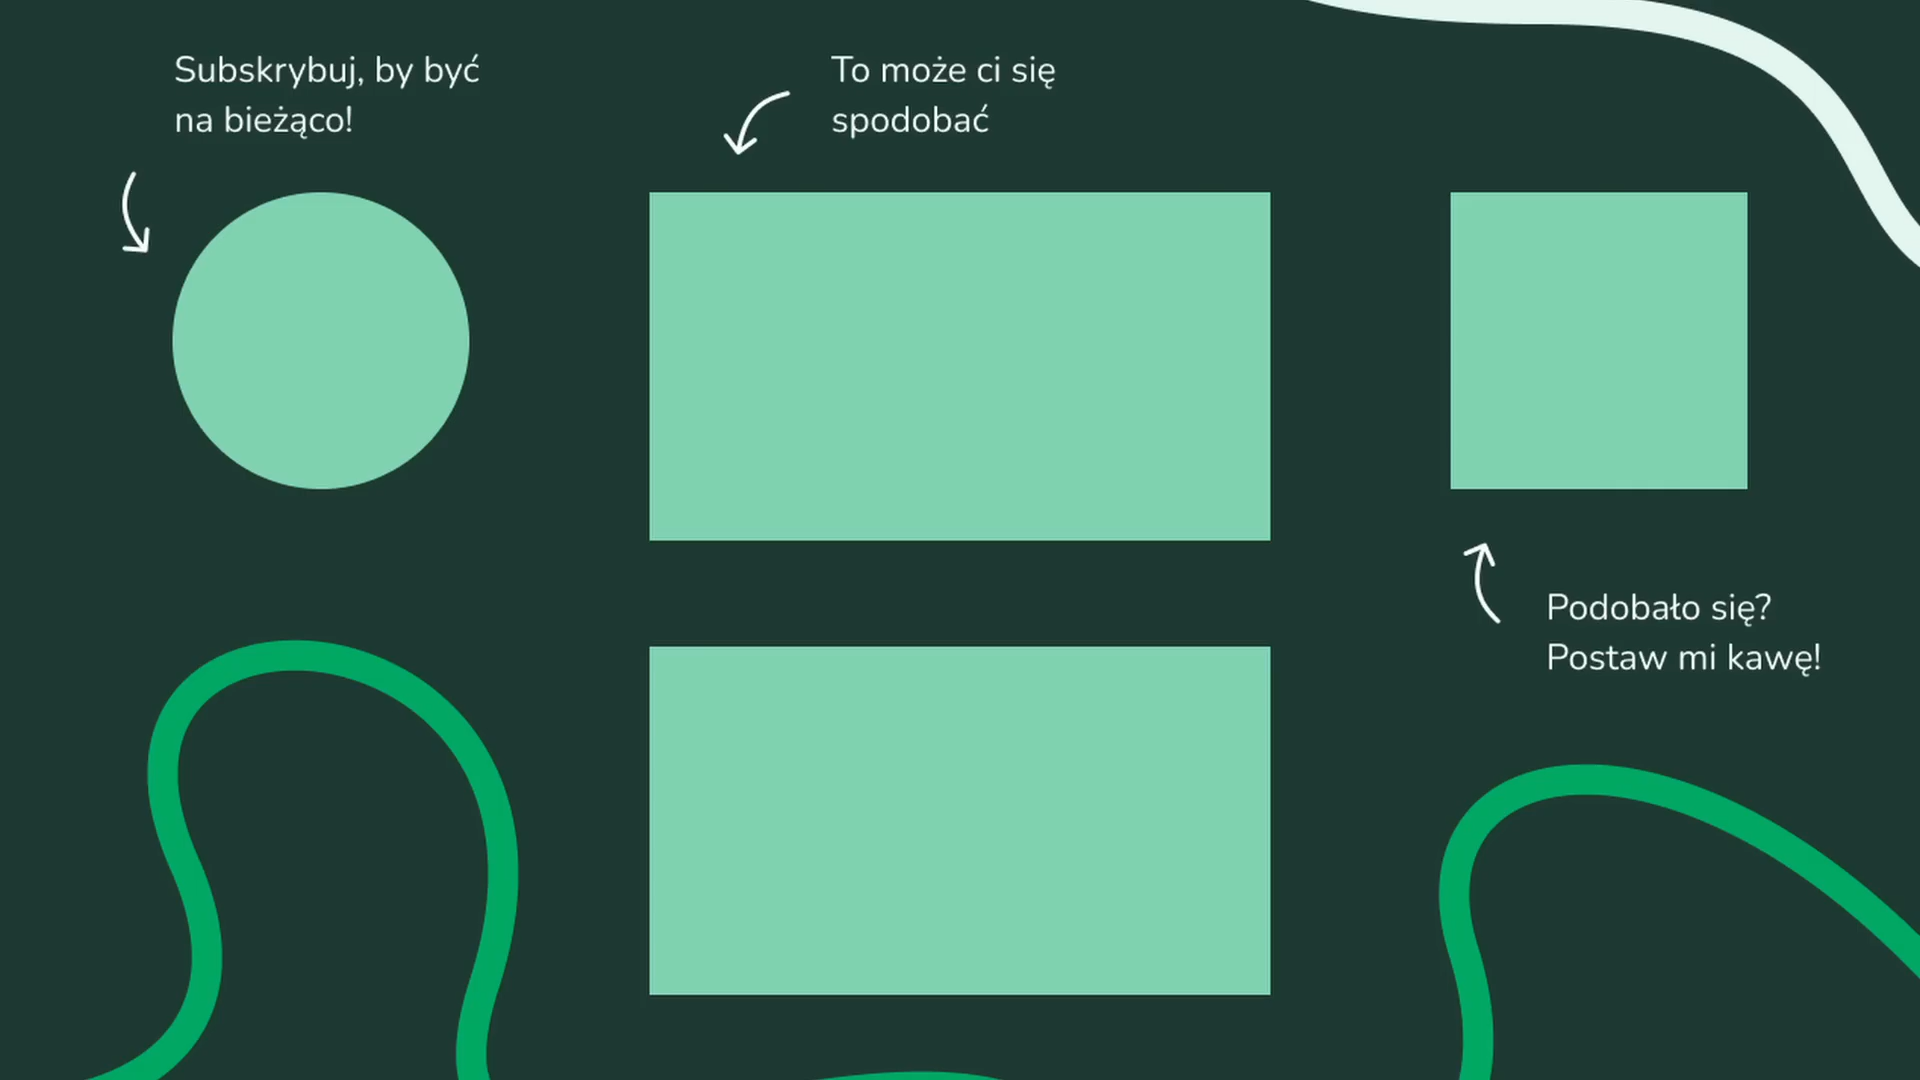 Subskrybuj, by być
na bieżąco!
To może ci się
spodobać
Podobało się?
Postaw mi kawę!